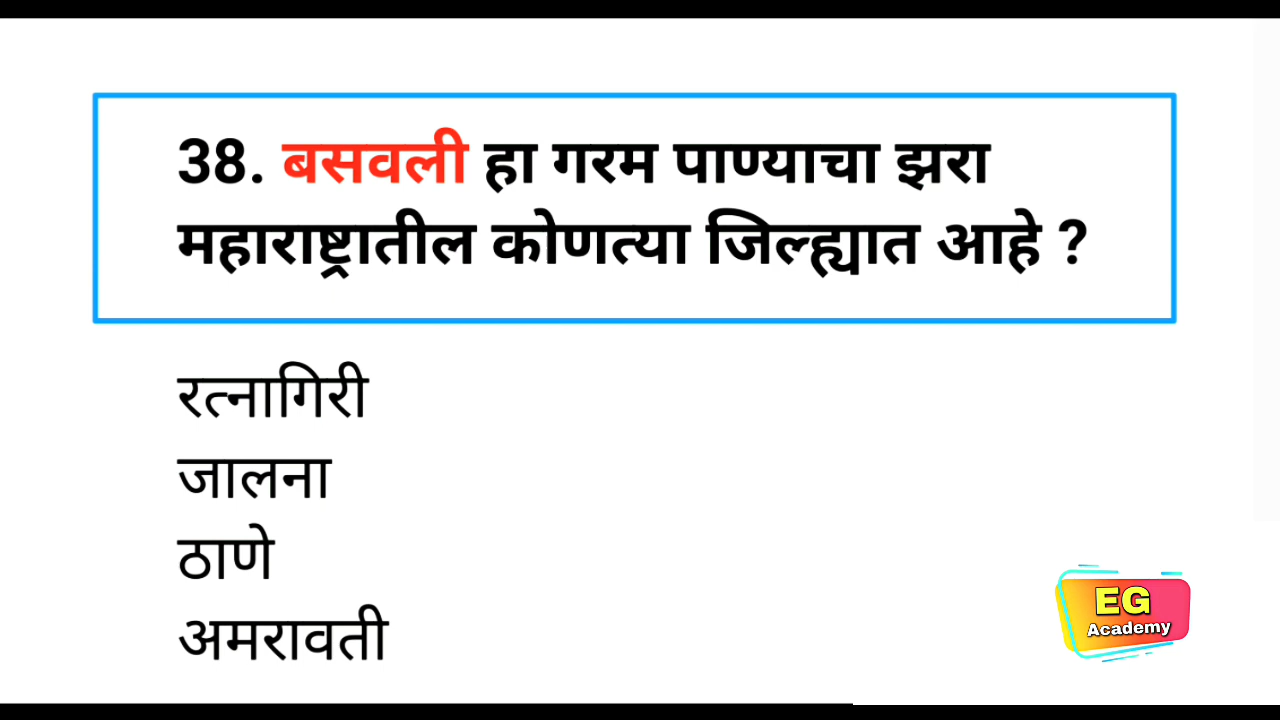 38. बसवली हा गरम पाण्याचा झरा
महाराष्ट्रातील कोणत्या जिल्ह्यात आहे ?
रत्नागिरी
जालना
ठाणे
अमरावती
EG
Academy